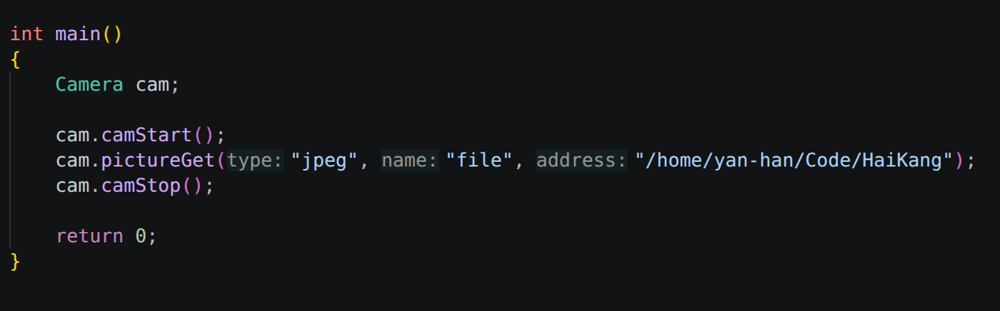 int main()
{
    Camera cam;

    cam.camStart();
    cam.pictureGet(type: "jpeg", name: "file", address: "/home/yan-han/Code/HaiKang");
    cam.camStop();

    return 0;
}